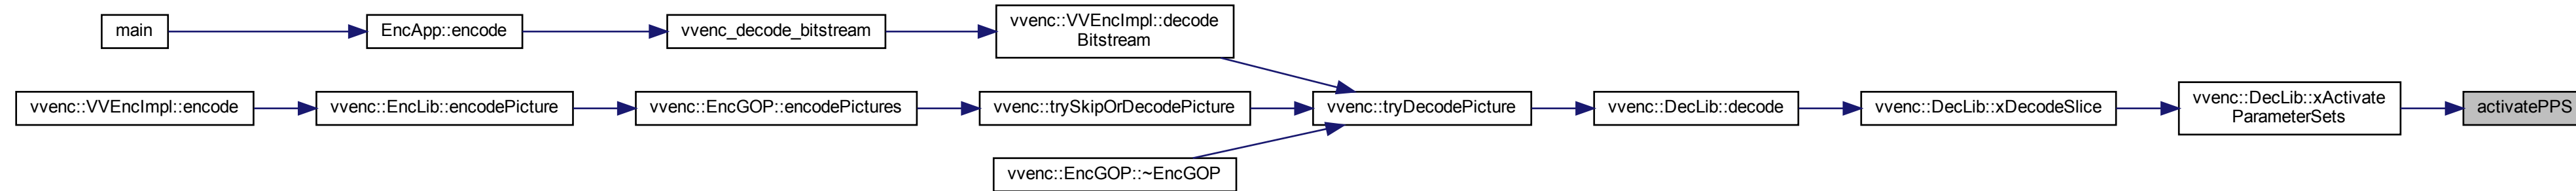 main
EncApp::encode
vvenc_decode_bitstream
vvenc::VVEncImpl::decode
Bitstream
vvenc::VVEncImpl::encode
vvenc::EncLib::encodePicture
vvenc::EncGOP::encodePictures
vvenc::trySkipOrDecodePicture
vvenc::tryDecodePicture
vvenc::DecLib::decode
vvenc::DecLib::xDecodeSlice
vvenc::DecLib::xActivate
ParameterSets
activatePPS
vvenc::EncGOP::~EncGOP